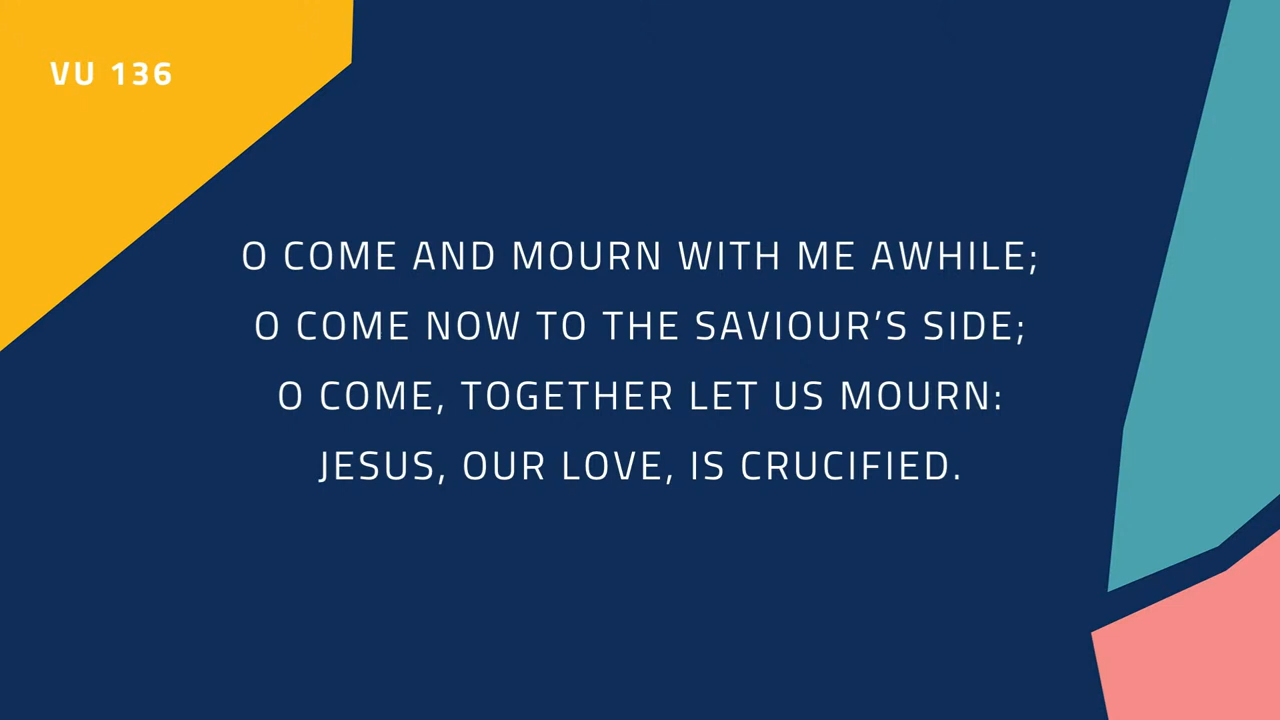 VU 136
O COME AND MOURN WITH ME AWHILE;
O COME NOW TO THE SAVIOUR’S SIDE;
O COME, TOGETHER LET US MOURN:
JESUS, OUR LOVE, IS CRUCIFIED.